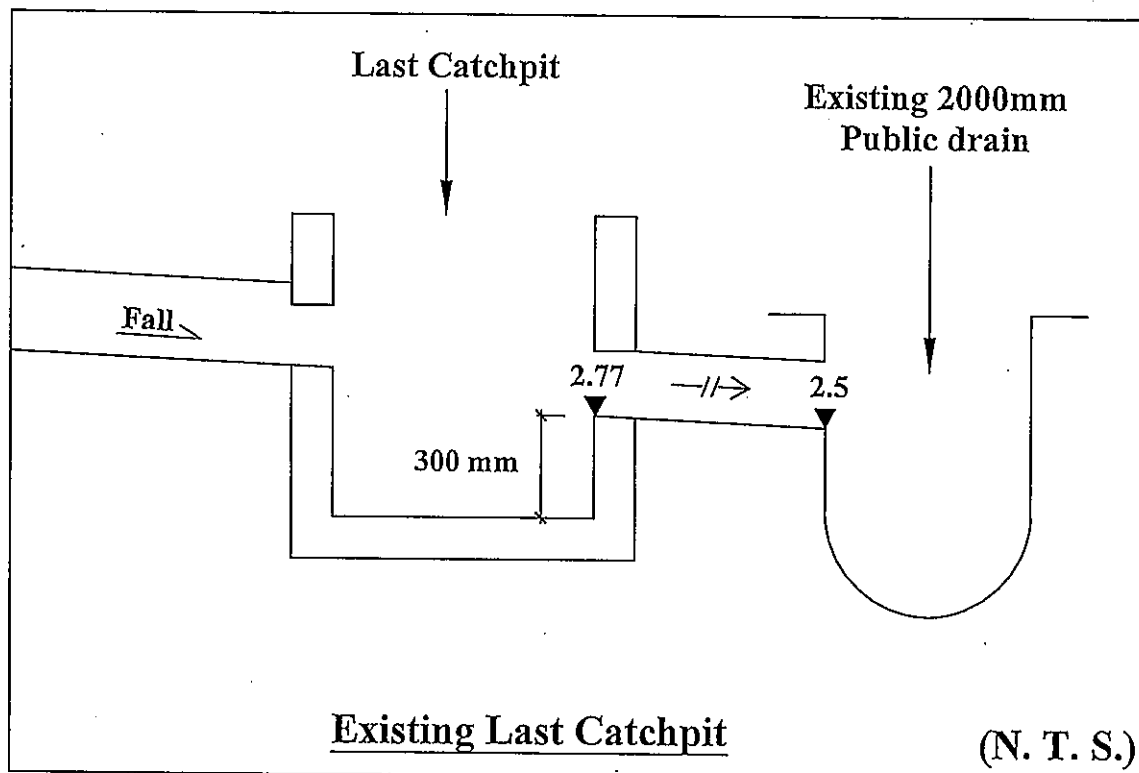 Last Catchpit
Existing 2000mm
Public drain
Fall
2.77
2.5
300 mm
Existing Last Catchpit
(N. T. S.)